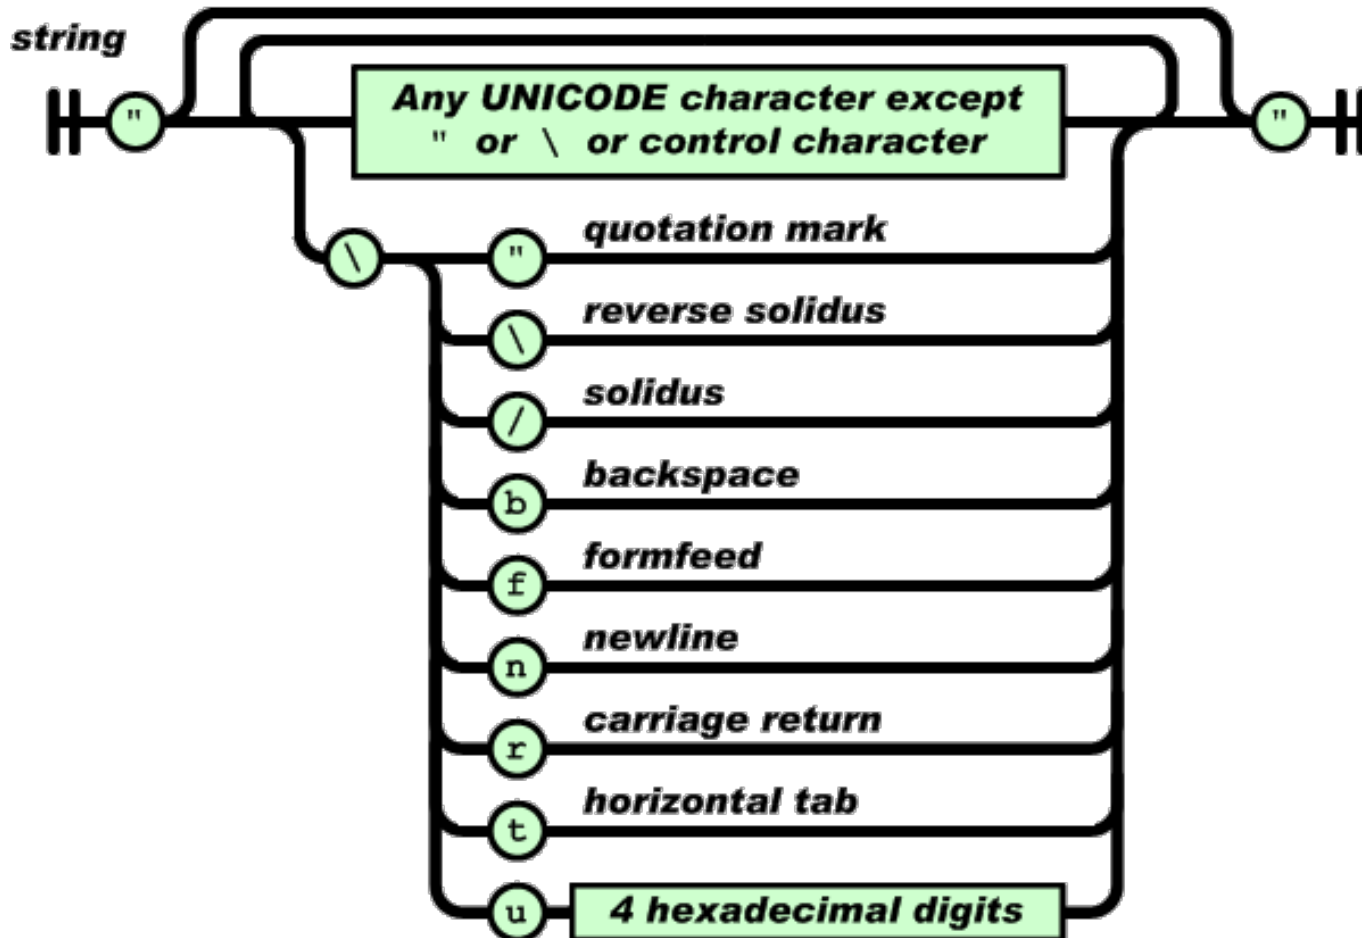 string
"
Any UNICODE character except
" or \ or control character
"
\
" quotation mark
\ reverse solidus
/ solidus
b backspace
f formfeed
n newline
r carriage return
t horizontal tab
u 4 hexadecimal digits